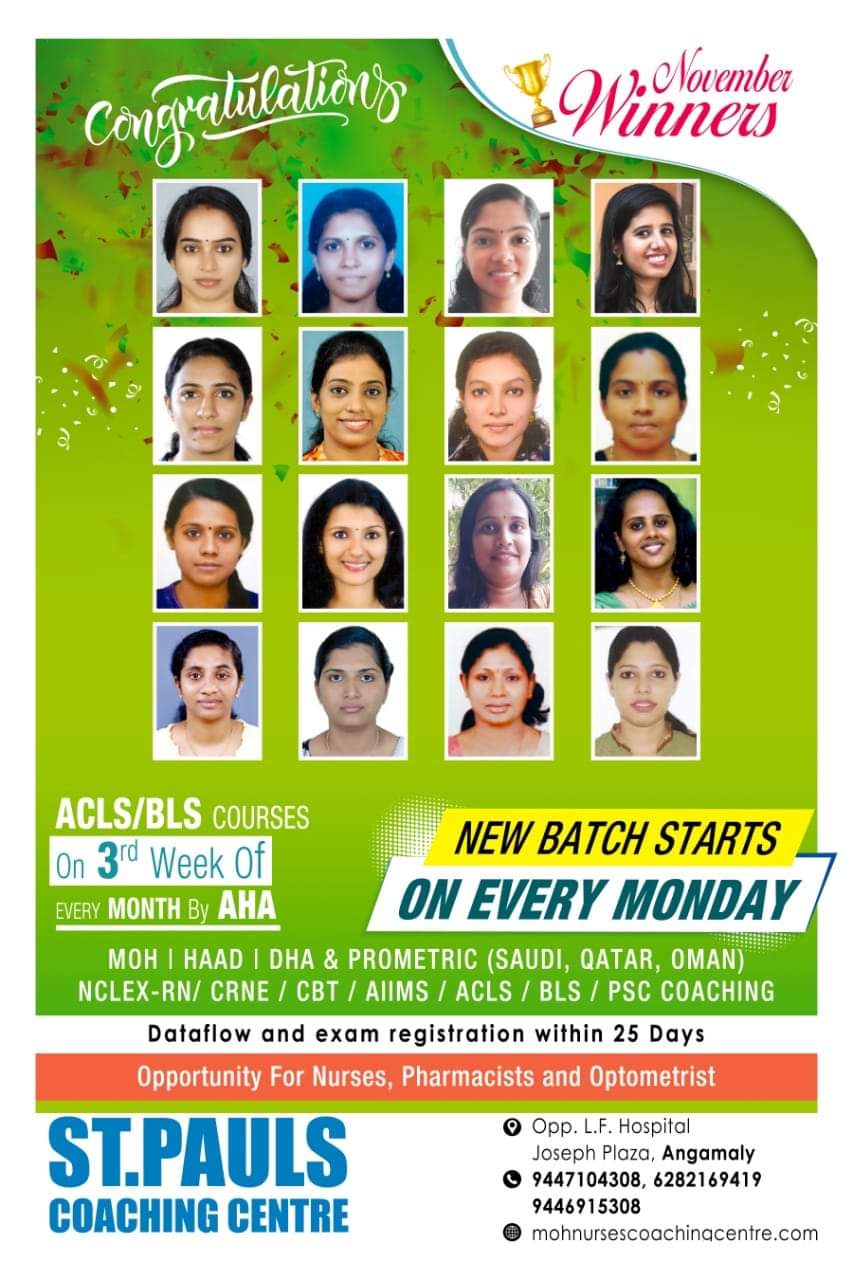 Congratulations
November
Winners
ACLS/BLS COURSES
On 3rd Week Of
EVERY MONTH By AHA
NEW BATCH STARTS
ON EVERY MONDAY
MOH | HAAD | DHA & PROMETRIC (SAUDI, QATAR, OMAN)
NCLEX-RN/ CRNE / CBT / AIIMS / ACLS / BLS / PSC COACHING
Dataflow and exam registration within 25 Days
Opportunity For Nurses, Pharmacists and Optometrist
ST.PAULS
COACHING CENTRE
Opp. L.F. Hospital
Joseph Plaza, Angamaly
9447104308, 6282169419
9446915308
mohnursescoachingcentre.com